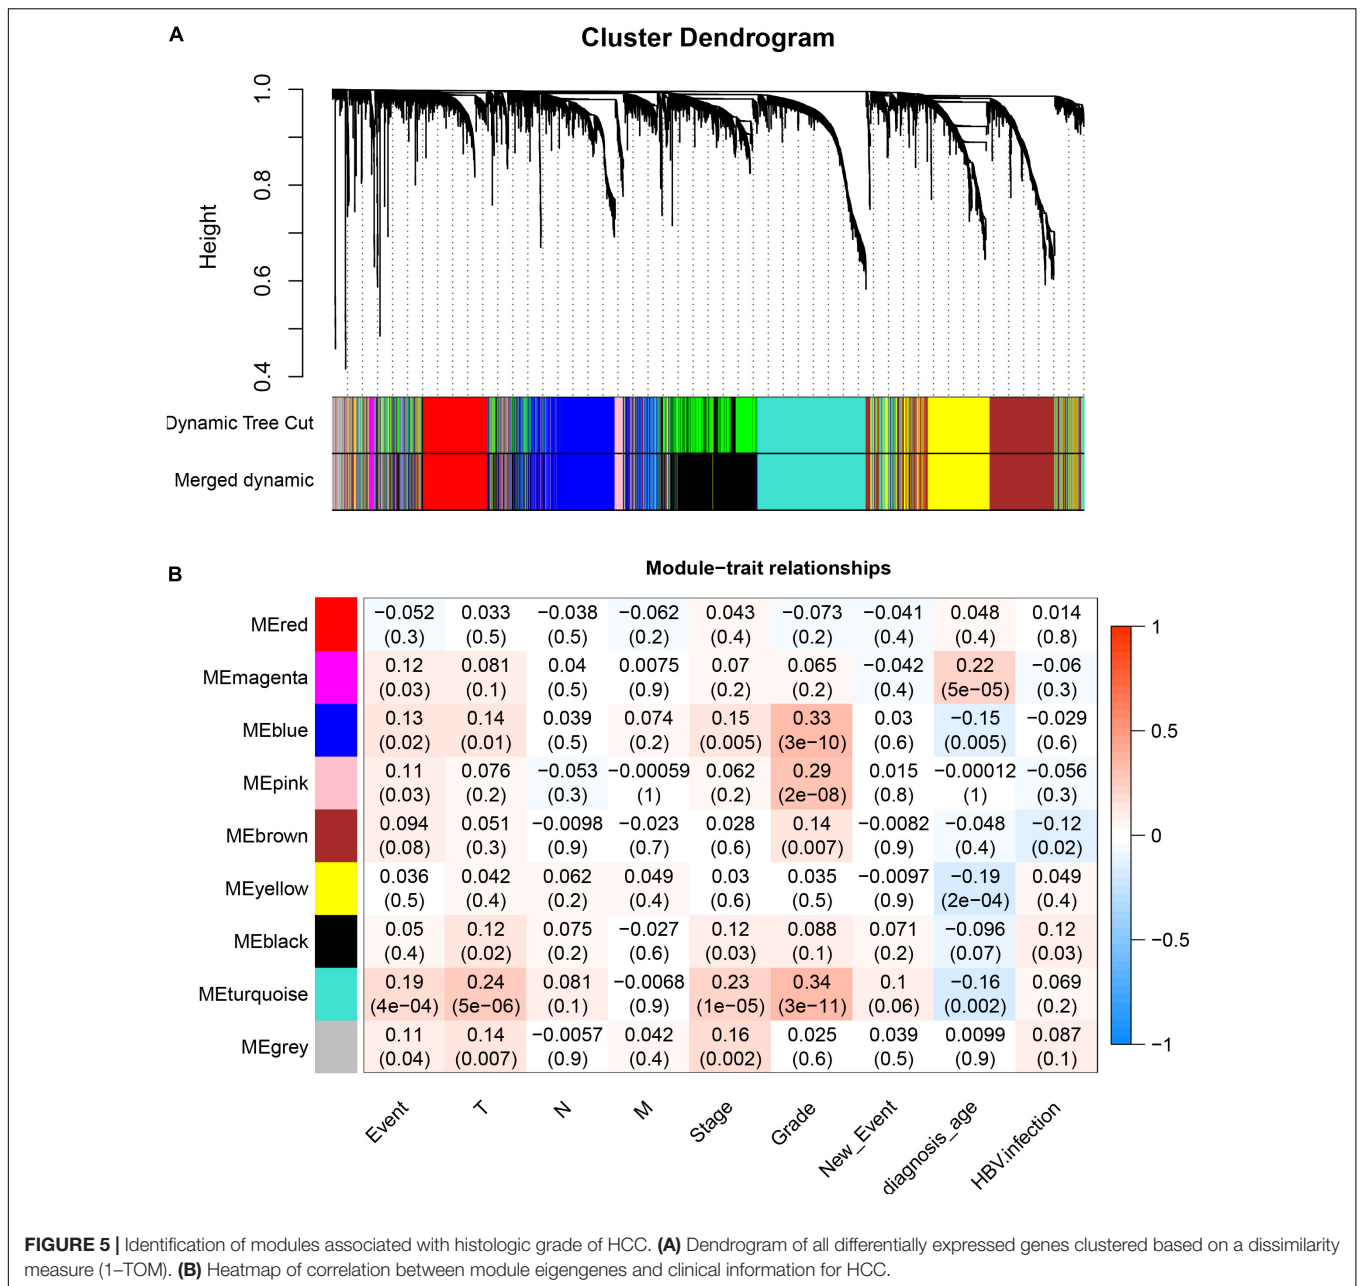 A
Cluster Dendrogram
Height
1.0
0.8
0.6
0.4
Dynamic Tree Cut
Merged dynamic
B
Module−trait relationships
MEred −0.052 0.033 −0.038 −0.062 0.043 −0.073 −0.041 0.048 0.014
(0.3) (0.5) (0.5) (0.2) (0.4) (0.2) (0.4) (0.4) (0.8)
MEmagenta 0.12 0.081 0.04 0.0075 0.07 0.065 −0.042 0.22 −0.06
(0.03) (0.1) (0.5) (0.9) (0.2) (0.2) (0.4) (5e−05) (0.3)
MEblue 0.13 0.14 0.039 0.074 0.15 0.33 0.03 −0.15 −0.029
(0.02) (0.01) (0.5) (0.2) (0.005) (3e−10) (0.6) (0.005) (0.6)
MEpink 0.11 0.076 −0.053 −0.00059 0.062 0.29 0.015 −0.00012 −0.056
(0.03) (0.2) (0.3) (1) (0.2) (2e−08) (0.8) (1) (0.3)
MEbrown 0.094 0.051 −0.0098 −0.023 0.028 0.14 −0.0082 −0.048 −0.12
(0.08) (0.3) (0.9) (0.7) (0.6) (0.007) (0.9) (0.4) (0.02)
MEyellow 0.036 0.042 0.062 0.049 0.03 0.035 −0.0097 −0.19 0.049
(0.5) (0.4) (0.2) (0.4) (0.6) (0.5) (0.9) (2e−04) (0.4)
MEblack 0.05 0.12 0.075 −0.027 0.12 0.088 0.071 −0.096 0.12
(0.4) (0.02) (0.2) (0.6) (0.03) (0.1) (0.2) (0.07) (0.03)
MEturquoise 0.19 0.24 0.081 −0.0068 0.23 0.34 0.1 −0.16 0.069
(4e−04) (5e−06) (0.1) (0.9) (1e−05) (3e−11) (0.06) (0.002) (0.2)
MEgrey 0.11 0.14 −0.0057 0.042 0.16 0.025 0.039 0.0099 0.087
(0.04) (0.007) (0.9) (0.4) (0.002) (0.6) (0.5) (0.9) (0.1)
Event T N M Stage Grade New_Event diagnosis_age HBV.infection
1
0.5
0
−0.5
−1
FIGURE 5 | Identification of modules associated with histologic grade of HCC. (A) Dendrogram of all differentially expressed genes clustered based on a dissimilarity
measure (1–TOM). (B) Heatmap of correlation between module eigengenes and clinical information for HCC.